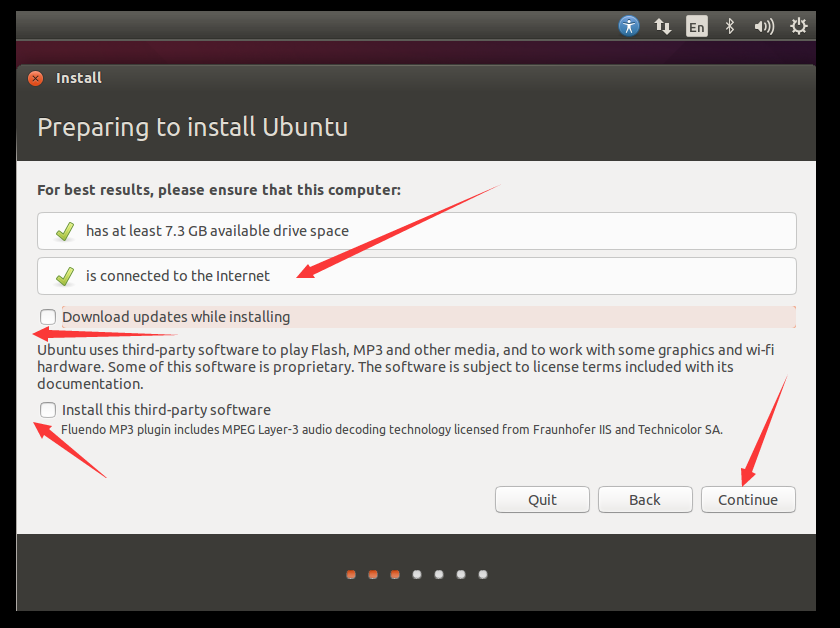 En
Install
Preparing to install Ubuntu
For best results, please ensure that this computer:
has at least 7.3 GB available drive space
is connected to the Internet
Download updates while installing
Ubuntu uses third-party software to play Flash, MP3 and other media, and to work with some graphics and wi-fi
hardware. Some of this software is proprietary. The software is subject to license terms included with its
documentation.
Install this third-party software
Fluendo MP3 plugin includes MPEG Layer-3 audio decoding technology licensed from Fraunhofer IIS and Technicolor SA.
Quit Back Continue